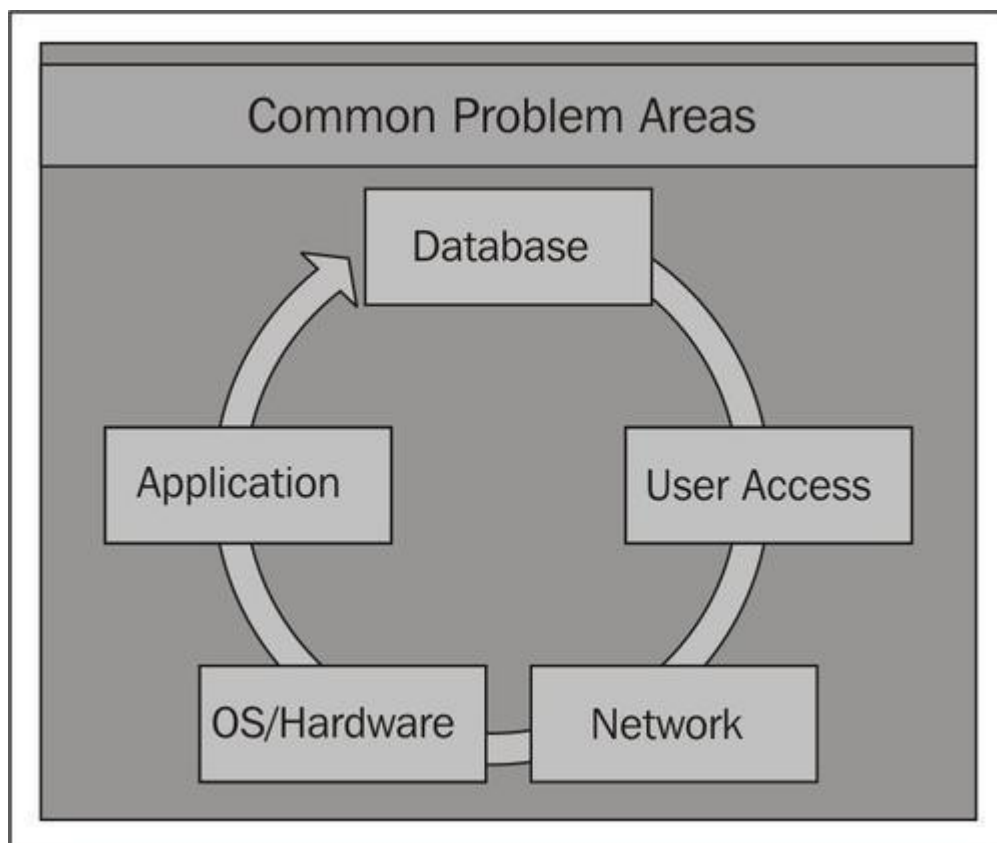 Common Problem Areas
Database
User Access
Network
OS/Hardware
Application